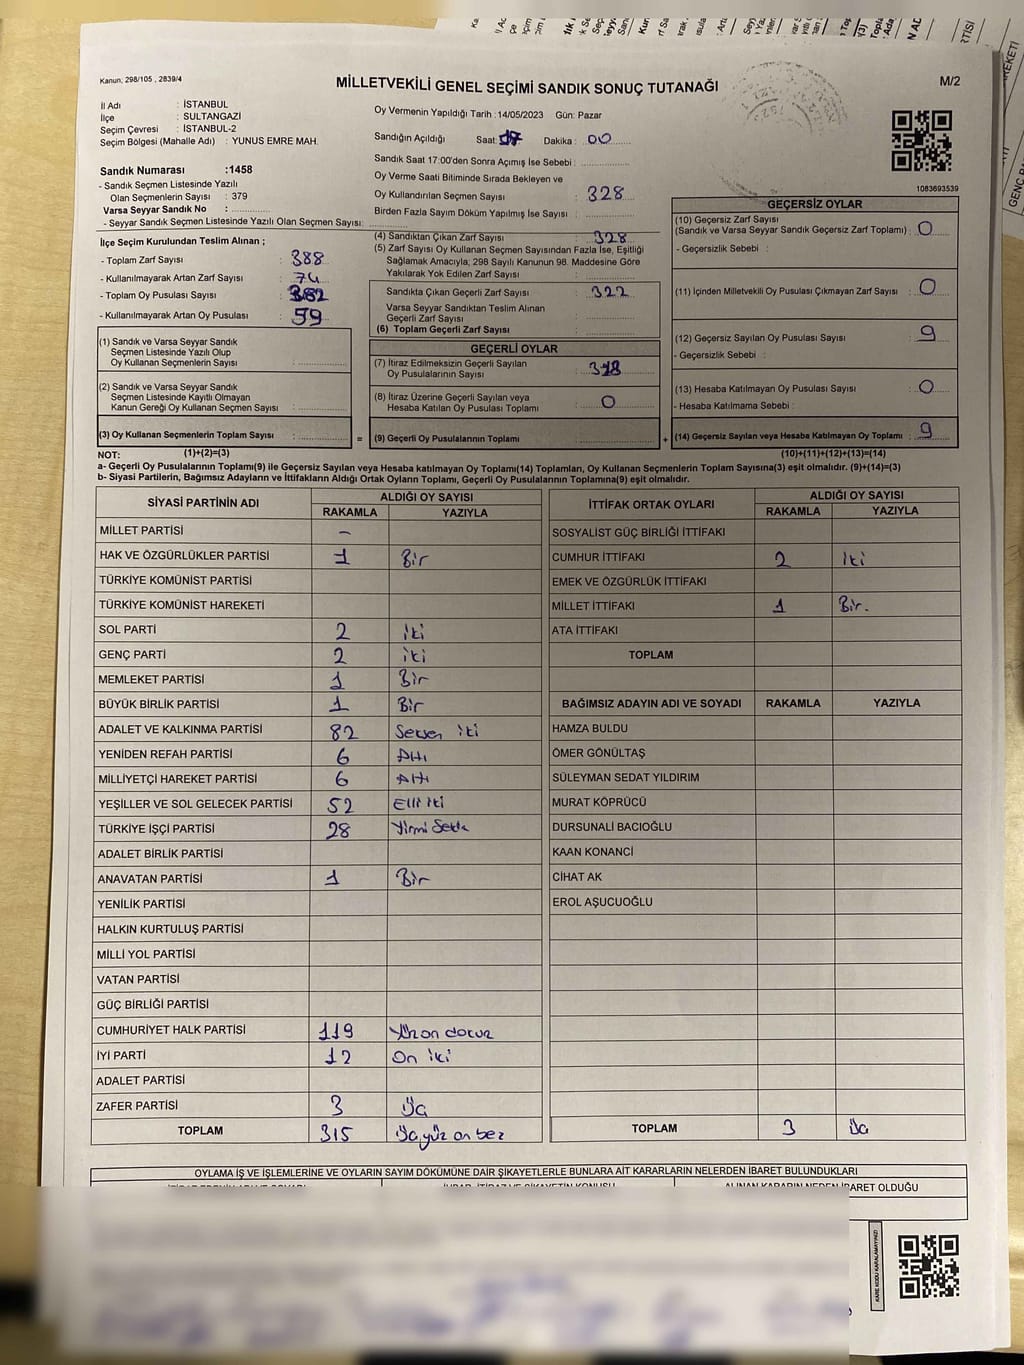 Kanun, 298/105 , 2839/4
MİLLETVEKİLİ GENEL SEÇİMİ SANDIK SONUÇ TUTANAĞI
M/2
İl Adı : İSTANBUL
İlçe : SULTANGAZİ
Seçim Çevresi : İSTANBUL-2
Seçim Bölgesi (Mahalle Adı) : YUNUS EMRE MAH.
Sandık Numarası :1458
- Sandık Seçmen Listesinde Yazılı
Olan Seçmenlerin Sayısı : 379
Varsa Seyyar Sandık No :
- Seyyar Sandık Seçmen Listesinde Yazılı Olan Seçmen Sayısı:
İlçe Seçim Kurulundan Teslim Alınan ;
- Toplam Zarf Sayısı : 388
- Kullanılmayarak Artan Zarf Sayısı : 74
- Toplam Oy Pusulası Sayısı :
- Kullanılmayarak Artan Oy Pusulası : 59
(1) Sandık ve Varsa Seyyar Sandık
Seçmen Listesinde Yazılı Olup
Oy Kullanan Seçmenlerin Sayısı :
(2) Sandık ve Varsa Seyyar Sandık
Seçmen Listesinde Kayıtlı Olmayan
Kanun Gereği Oy Kullanan Seçmen Sayısı :
(3) Oy Kullanan Seçmenlerin Toplam Sayısı :
Oy Vermenin Yapıldığı Tarih : 14/05/2023 Gün: Pazar
Sandığın Açıldığı Saat: Dakika : 00
Sandık Saat 17:00'den Sonra Açımış İse Sebebi :
Oy Verme Saati Bitiminde Sırada Bekleyen ve
Oy Kullandırılan Seçmen Sayısı : 328
Birden Fazla Sayım Döküm Yapılmış İse Sayısı :
(4) Sandıktan Çıkan Zarf Sayısı : 328
(5) Zarf Sayısı Oy Kullanan Seçmen Sayısından Fazla İse, Eşitliği
Sağlamak Amacıyla, 298 Sayılı Kanunun 98. Maddesine Göre
Yakılarak Yok Edilen Zarf Sayısı :
Sandıkta Çıkan Geçerli Zarf Sayısı : 322
Varsa Seyyar Sandıktan Teslim Alınan
Geçerli Zarf Sayısı :
(6) Toplam Geçerli Zarf Sayısı :
GEÇERLİ OYLAR
(7) İtiraz Edilmeksizin Geçerli Sayılan
Oy Pusulalarının Sayısı :
(8) İtiraz Üzerine Geçerli Sayılan veya
Hesaba Katılan Oy Pusulası Toplamı : 0
= (9) Geçerli Oy Pusulalarının Toplamı :
1083693539
GEÇERSİZ OYLAR
(10) Geçersiz Zarf Sayısı
(Sandık ve Varsa Seyyar Sandık Geçersiz Zarf Toplamı) : 0
- Geçersizlik Sebebi :
(11) İçinden Milletvekili Oy Pusulası Çıkmayan Zarf Sayısı : 0
(12) Geçersiz Sayılan Oy Pusulası Sayısı : 9
- Geçersizlik Sebebi :
(13) Hesaba Katılmayan Oy Pusulası Sayısı : 0
- Hesaba Katılmama Sebebi :
+ (14) Geçersiz Sayılan veya Hesaba Katılmayan Oy Toplamı : 9
NOT: (1)+(2)=(3) (10)+(11)+(12)+(13)=(14)
a- Geçerli Oy Pusulalarının Toplamı(9) ile Geçersiz Sayılan veya Hesaba katılmayan Oy Toplamı(14) Toplamları, Oy Kullanan Seçmenlerin Toplam Sayısına(3) eşit olmalıdır. (9)+(14)=(3)
b- Siyasi Partilerin, Bağımsız Adayların ve İttifakların Aldığı Ortak Oyların Toplamı, Geçerli Oy Pusulalarının Toplamına(9) eşit olmalıdır.
SİYASİ PARTİNİN ADI ALDIĞI OY SAYISI
RAKAMLA YAZIYLA
MİLLET PARTİSİ -
HAK VE ÖZGÜRLÜKLER PARTİSİ 1 Bir
TÜRKİYE KOMÜNİST PARTİSİ
TÜRKİYE KOMÜNİST HAREKETİ
SOL PARTİ 2 iki
GENÇ PARTİ 2 iki
MEMLEKET PARTİSİ 1 Bir
BÜYÜK BİRLİK PARTİSİ 1 Bir
ADALET VE KALKINMA PARTİSİ 82 Seksen iki
YENİDEN REFAH PARTİSİ 6 Altı
MİLLİYETÇİ HAREKET PARTİSİ 6 Altı
YEŞİLLER VE SOL GELECEK PARTİSİ 52 Elli iki
TÜRKİYE İŞÇİ PARTİSİ 28 Yirmi Sekiz
ADALET BİRLİK PARTİSİ
ANAVATAN PARTİSİ 1 Bir
YENİLİK PARTİSİ
HALKIN KURTULUŞ PARTİSİ
MİLLİ YOL PARTİSİ
VATAN PARTİSİ
GÜÇ BİRLİĞİ PARTİSİ
CUMHURİYET HALK PARTİSİ 119 Yüz on dokuz
İYİ PARTİ 12 On iki
ADALET PARTİSİ
ZAFER PARTİSİ 3 Üç
TOPLAM 315 Üçyüz on beş
İTTİFAK ORTAK OYLARI ALDIĞI OY SAYISI
RAKAMLA YAZIYLA
SOSYALİST GÜÇ BİRLİĞİ İTTİFAKI
CUMHUR İTTİFAKI 2 iki
EMEK VE ÖZGÜRLÜK İTTİFAKI
MİLLET İTTİFAKI 1 Bir.
ATA İTTİFAKI
TOPLAM
BAĞIMSIZ ADAYIN ADI VE SOYADI RAKAMLA YAZIYLA
HAMZA BULDU
ÖMER GÖNÜLTAŞ
SÜLEYMAN SEDAT YILDIRIM
MURAT KÖPRÜCÜ
DURSUNALİ BACIOĞLU
KAAN KONANCİ
CİHAT AK
EROL AŞUCUOĞLU
TOPLAM 3 Üç
OYLAMA İŞ VE İŞLEMLERİNE VE OYLARIN SAYIM DÖKÜMÜNE DAİR ŞİKAYETLERLE BUNLARA AİT KARARLARIN NELERDEN İBARET BULUNDUKLARI
ALINAN KARARIN NEDEN İBARET OLDUĞU
KARE KODU KARALAMAYINIZ!